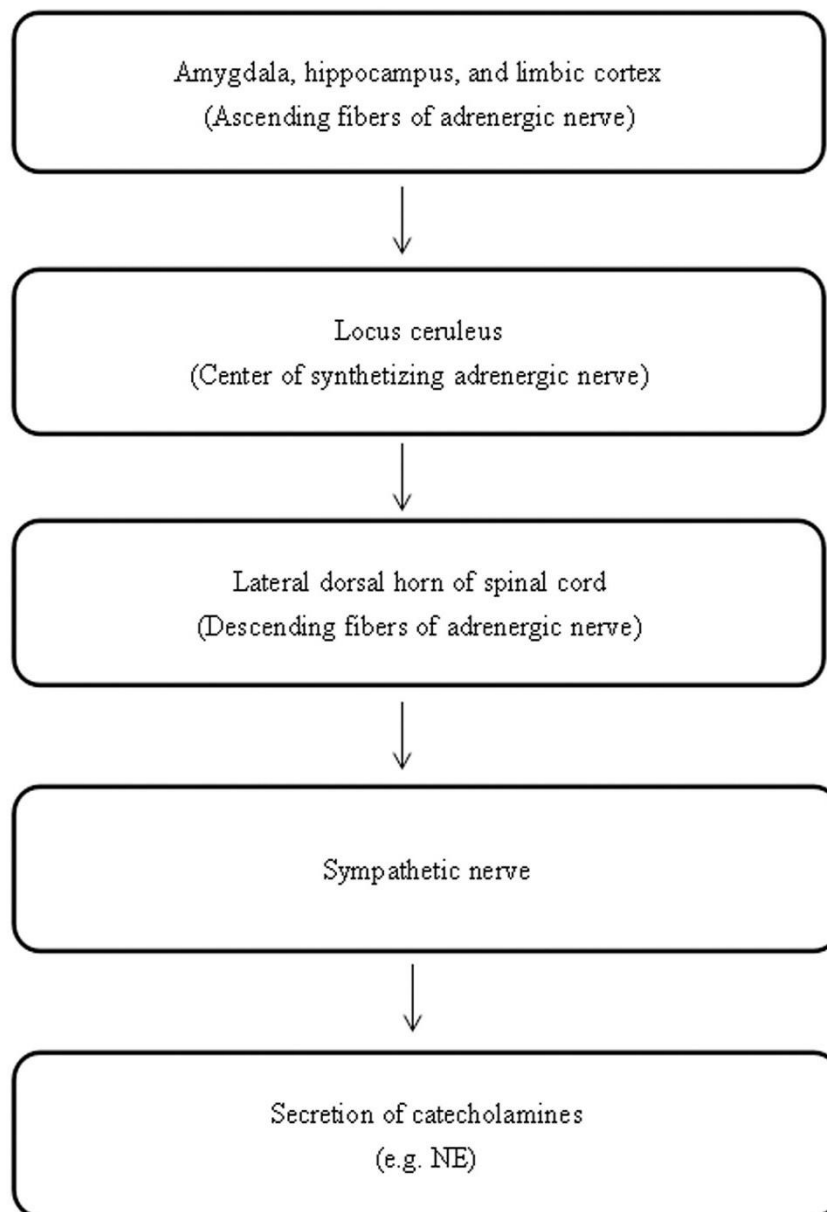 Amygdala, hippocampus, and limbic cortex
(Ascending fibers of adrenergic nerve)
Locus ceruleus
(Center of synthetizing adrenergic nerve)
Lateral dorsal horn of spinal cord
(Descending fibers of adrenergic nerve)
Sympathetic nerve
Secretion of catecholamines
(e.g. NE)